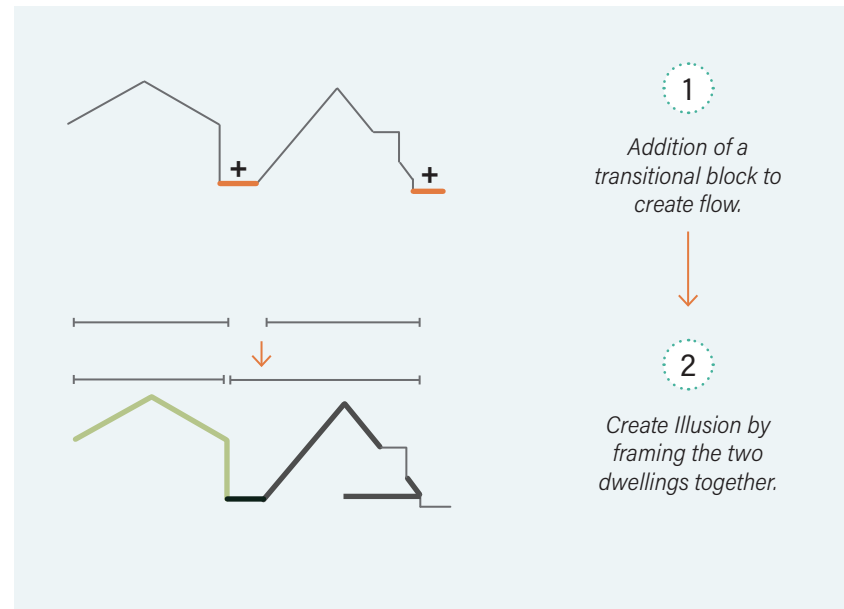 1
Addition of a
transitional block to
create flow.
+
+
2
Create Illusion by
framing the two
dwellings together.